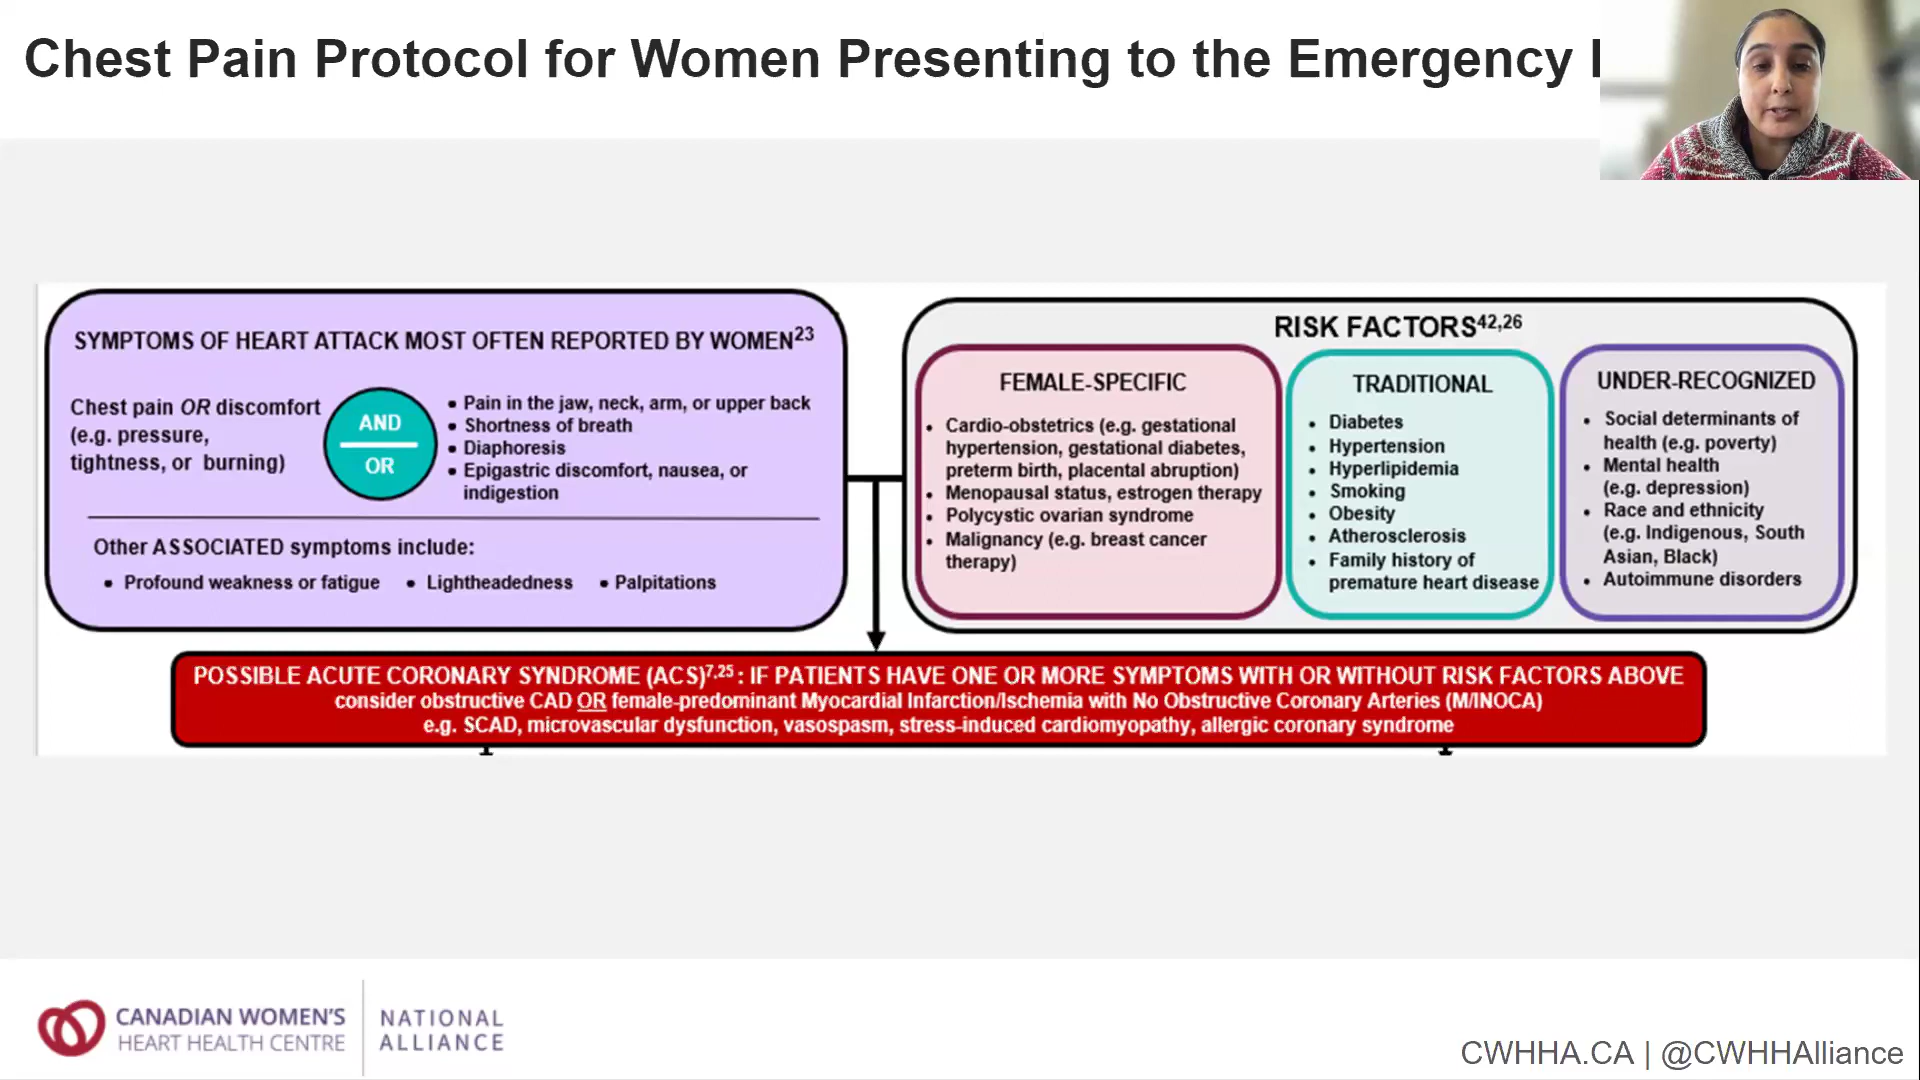 Chest Pain Protocol for Women Presenting to the Emergency
SYMPTOMS OF HEART ATTACK MOST OFTEN REPORTED BY WOMEN23
Chest pain OR discomfort
(e.g. pressure,
tightness, or burning)
AND
OR
• Pain in the jaw, neck, arm, or upper back
• Shortness of breath
• Diaphoresis
• Epigastric discomfort, nausea, or
indigestion
Other ASSOCIATED symptoms include:
• Profound weakness or fatigue • Lightheadedness • Palpitations
RISK FACTORS42,26
FEMALE-SPECIFIC
• Cardio-obstetrics (e.g. gestational
hypertension, gestational diabetes,
preterm birth, placental abruption)
• Menopausal status, estrogen therapy
• Polycystic ovarian syndrome
• Malignancy (e.g. breast cancer
therapy)
TRADITIONAL
• Diabetes
• Hypertension
• Hyperlipidemia
• Smoking
• Obesity
• Atherosclerosis
• Family history of
premature heart disease
UNDER-RECOGNIZED
• Social determinants of
health (e.g. poverty)
• Mental health
(e.g. depression)
• Race and ethnicity
(e.g. Indigenous, South
Asian, Black)
• Autoimmune disorders
POSSIBLE ACUTE CORONARY SYNDROME (ACS)7,25: IF PATIENTS HAVE ONE OR MORE SYMPTOMS WITH OR WITHOUT RISK FACTORS ABOVE
consider obstructive CAD OR female-predominant Myocardial Infarction/Ischemia with No Obstructive Coronary Arteries (M/INOCA)
e.g. SCAD, microvascular dysfunction, vasospasm, stress-induced cardiomyopathy, allergic coronary syndrome
CANADIAN WOMEN'S
HEART HEALTH CENTRE
NATIONAL
ALLIANCE
CWHHA.CA | @CWHHAlliance